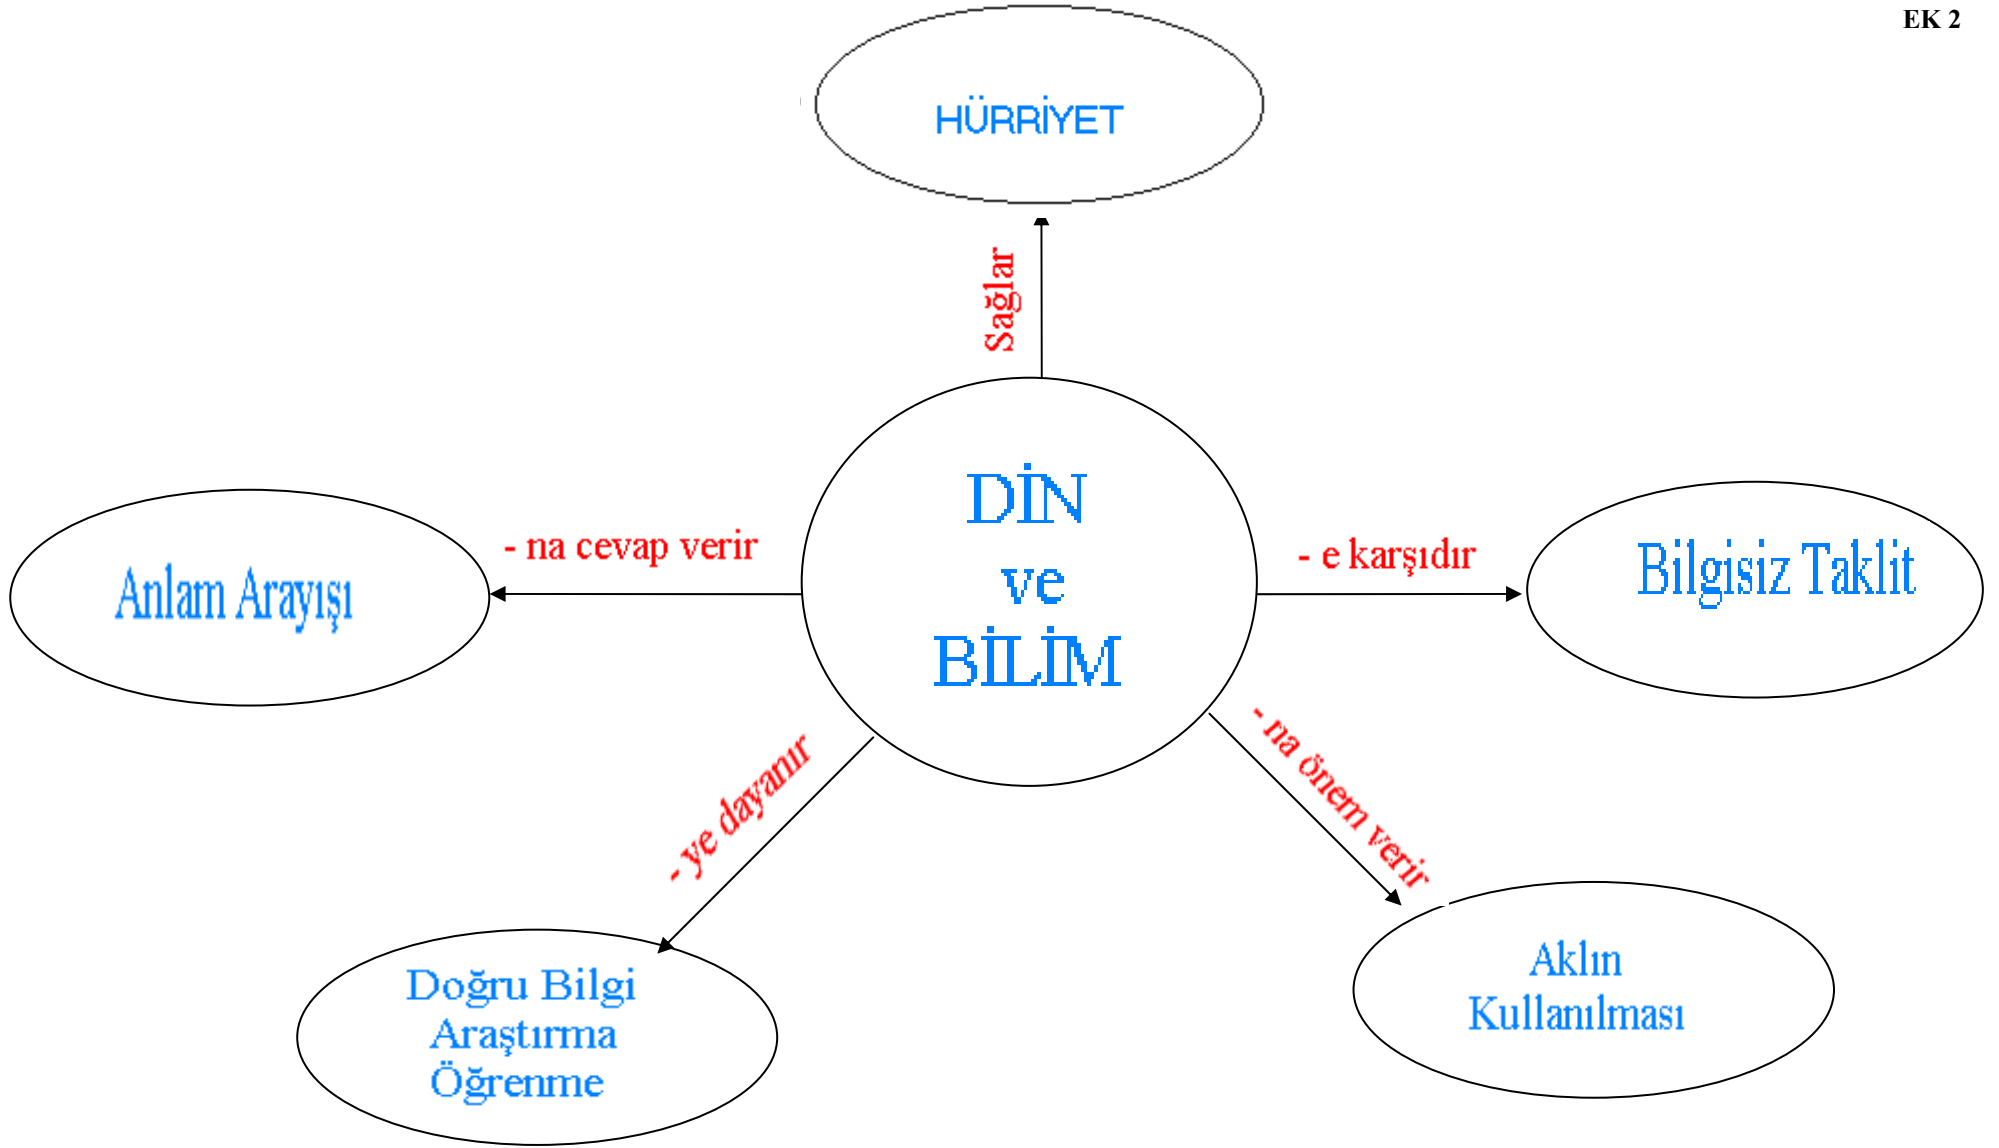 EK 2
HÜRRİYET
Sağlar
DİN
ve
BİLİM
- na cevap verir
Anlam Arayışı
- e karşıdır
Bilgisiz Taklit
- ye dayanır
Doğru Bilgi
Araştırma
Öğrenme
- na önem verir
Aklın
Kullanılması